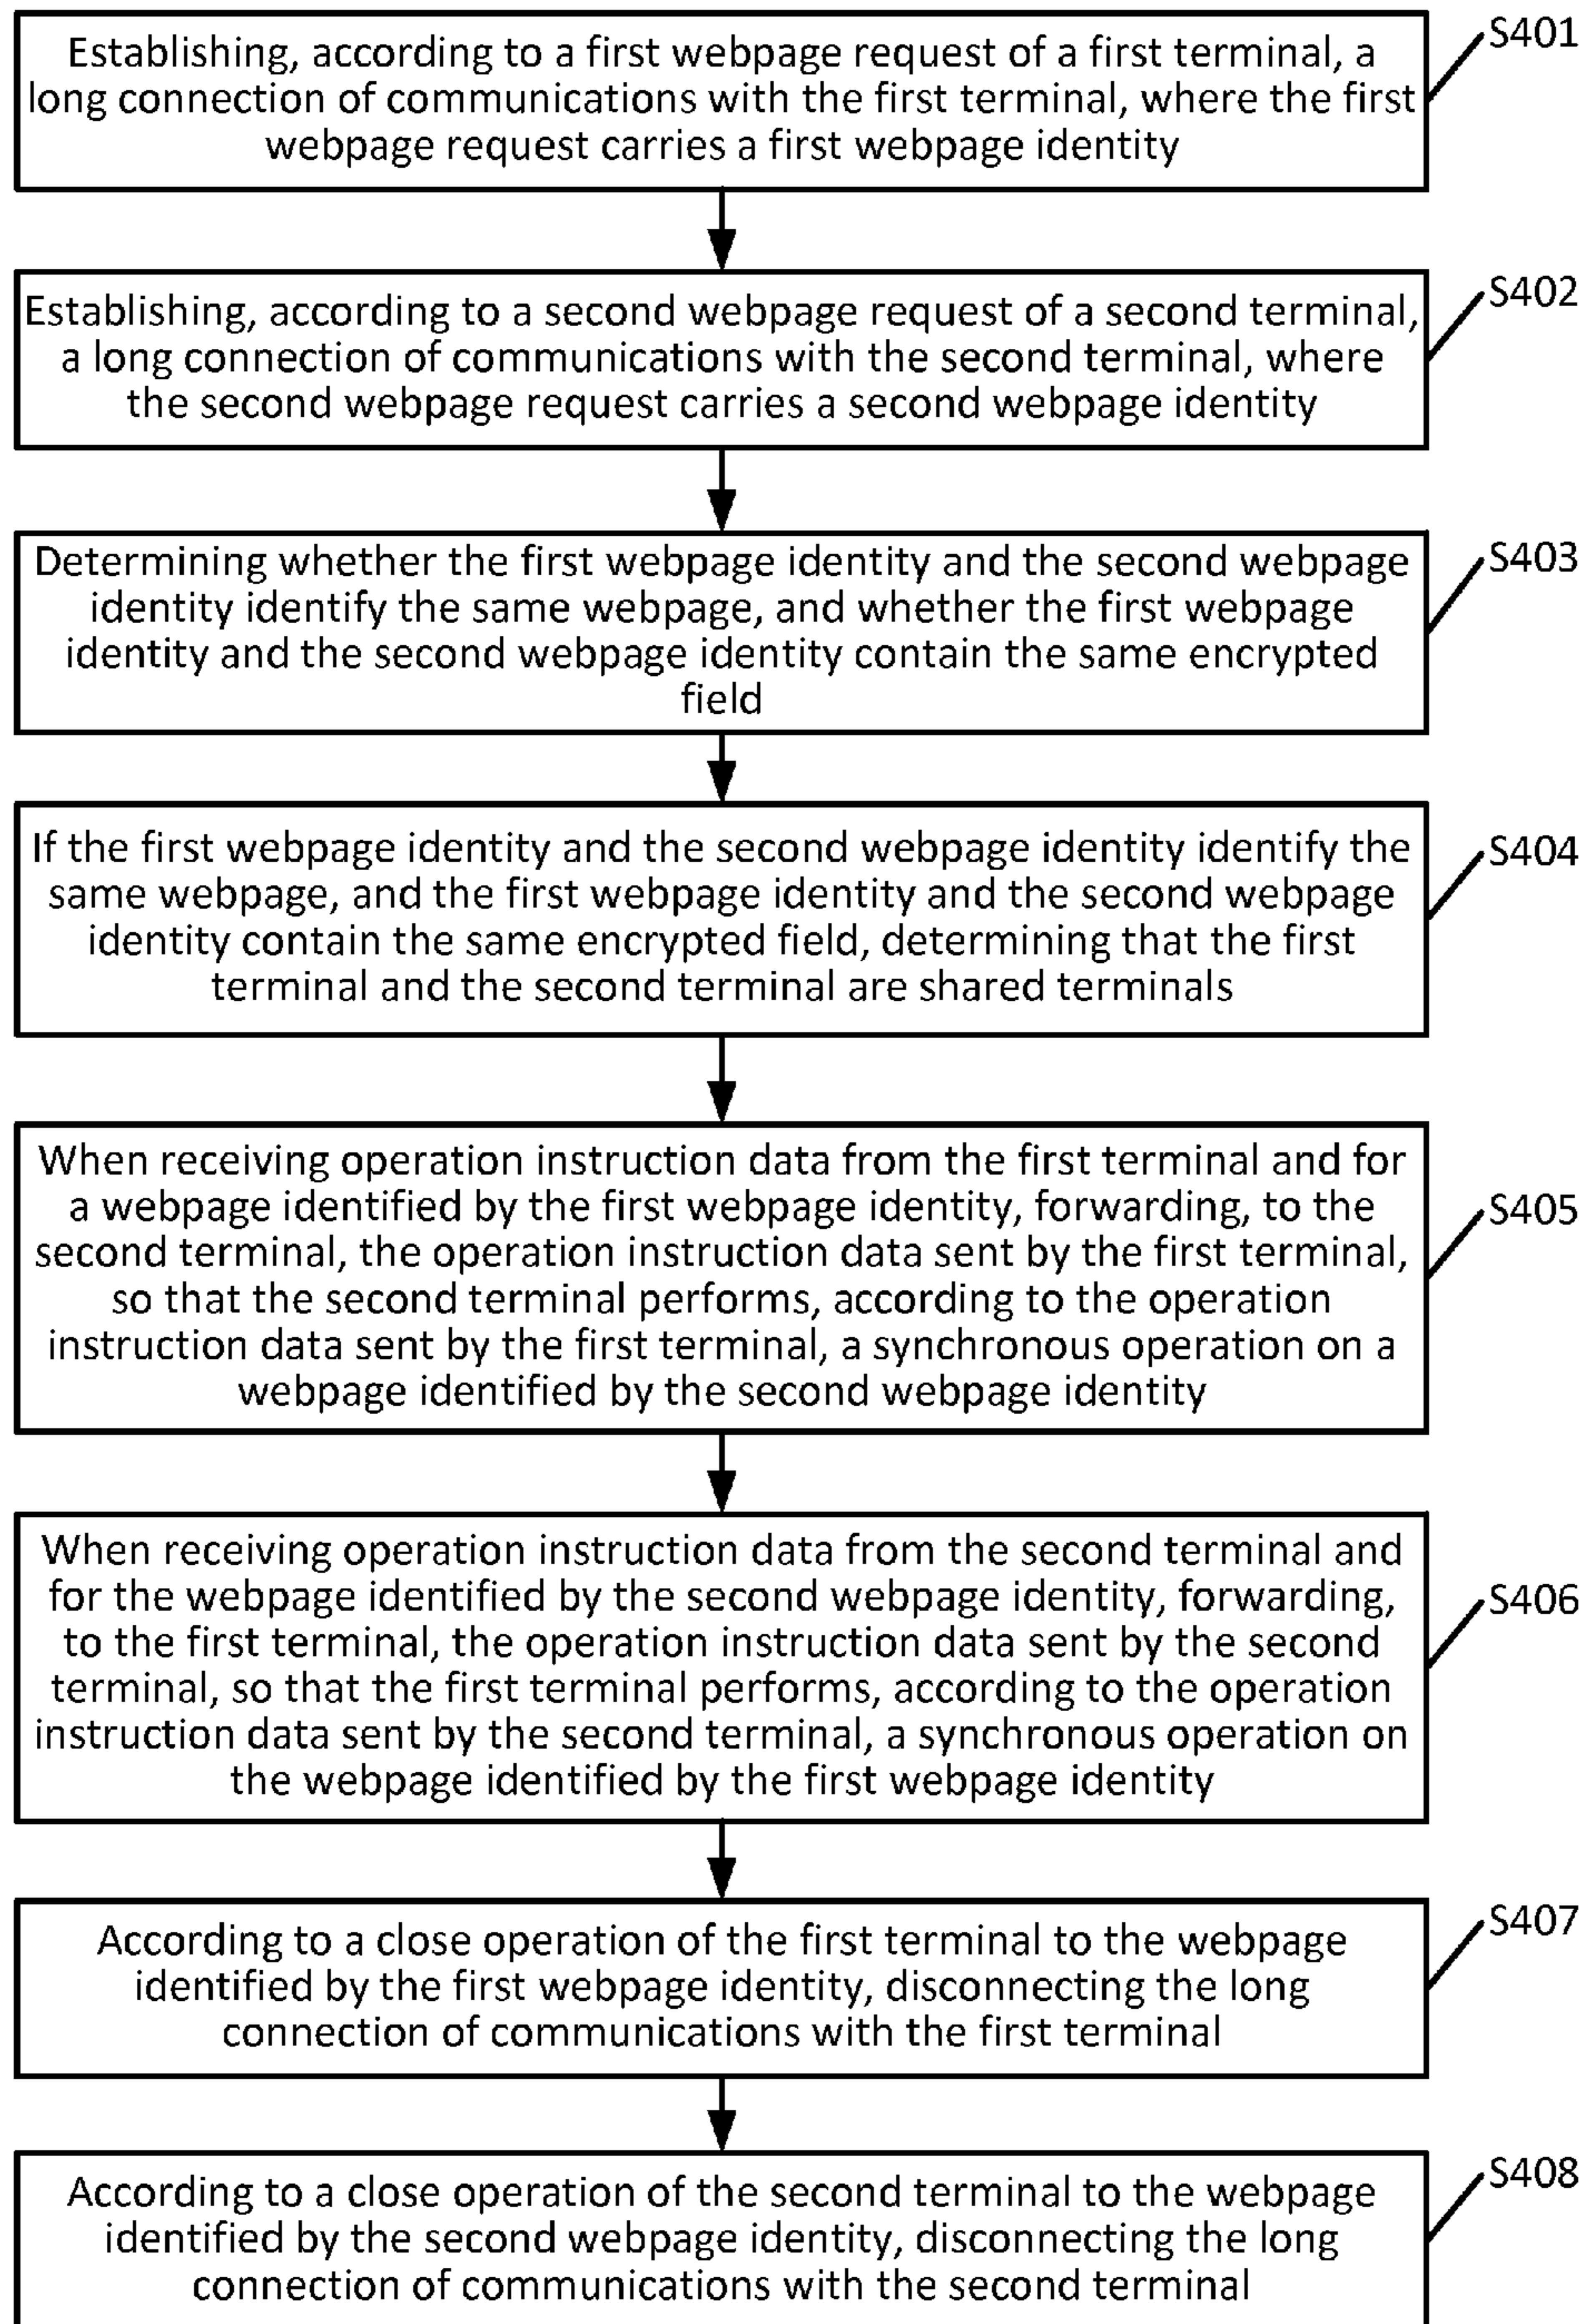 Establishing, according to a first webpage request of a first terminal, a
long connection of communications with the first terminal, where the first
webpage request carries a first webpage identity
S401
Establishing, according to a second webpage request of a second terminal,
a long connection of communications with the second terminal, where
the second webpage request carries a second webpage identity
S402
Determining whether the first webpage identity and the second webpage
identity identify the same webpage, and whether the first webpage
identity and the second webpage identity contain the same encrypted
field
S403
If the first webpage identity and the second webpage identity identify the
same webpage, and the first webpage identity and the second webpage
identity contain the same encrypted field, determining that the first
terminal and the second terminal are shared terminals
S404
When receiving operation instruction data from the first terminal and for
a webpage identified by the first webpage identity, forwarding, to the
second terminal, the operation instruction data sent by the first terminal,
so that the second terminal performs, according to the operation
instruction data sent by the first terminal, a synchronous operation on a
webpage identified by the second webpage identity
S405
When receiving operation instruction data from the second terminal and
for the webpage identified by the second webpage identity, forwarding,
to the first terminal, the operation instruction data sent by the second
terminal, so that the first terminal performs, according to the operation
instruction data sent by the second terminal, a synchronous operation on
the webpage identified by the first webpage identity
S406
According to a close operation of the first terminal to the webpage
identified by the first webpage identity, disconnecting the long
connection of communications with the first terminal
S407
According to a close operation of the second terminal to the webpage
identified by the second webpage identity, disconnecting the long
connection of communications with the second terminal
S408